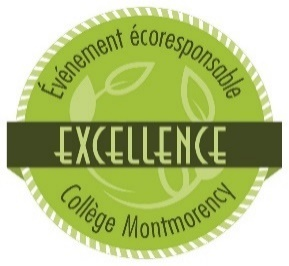 Événement écoresponsable
EXCELLENCE
Collège Montmorency